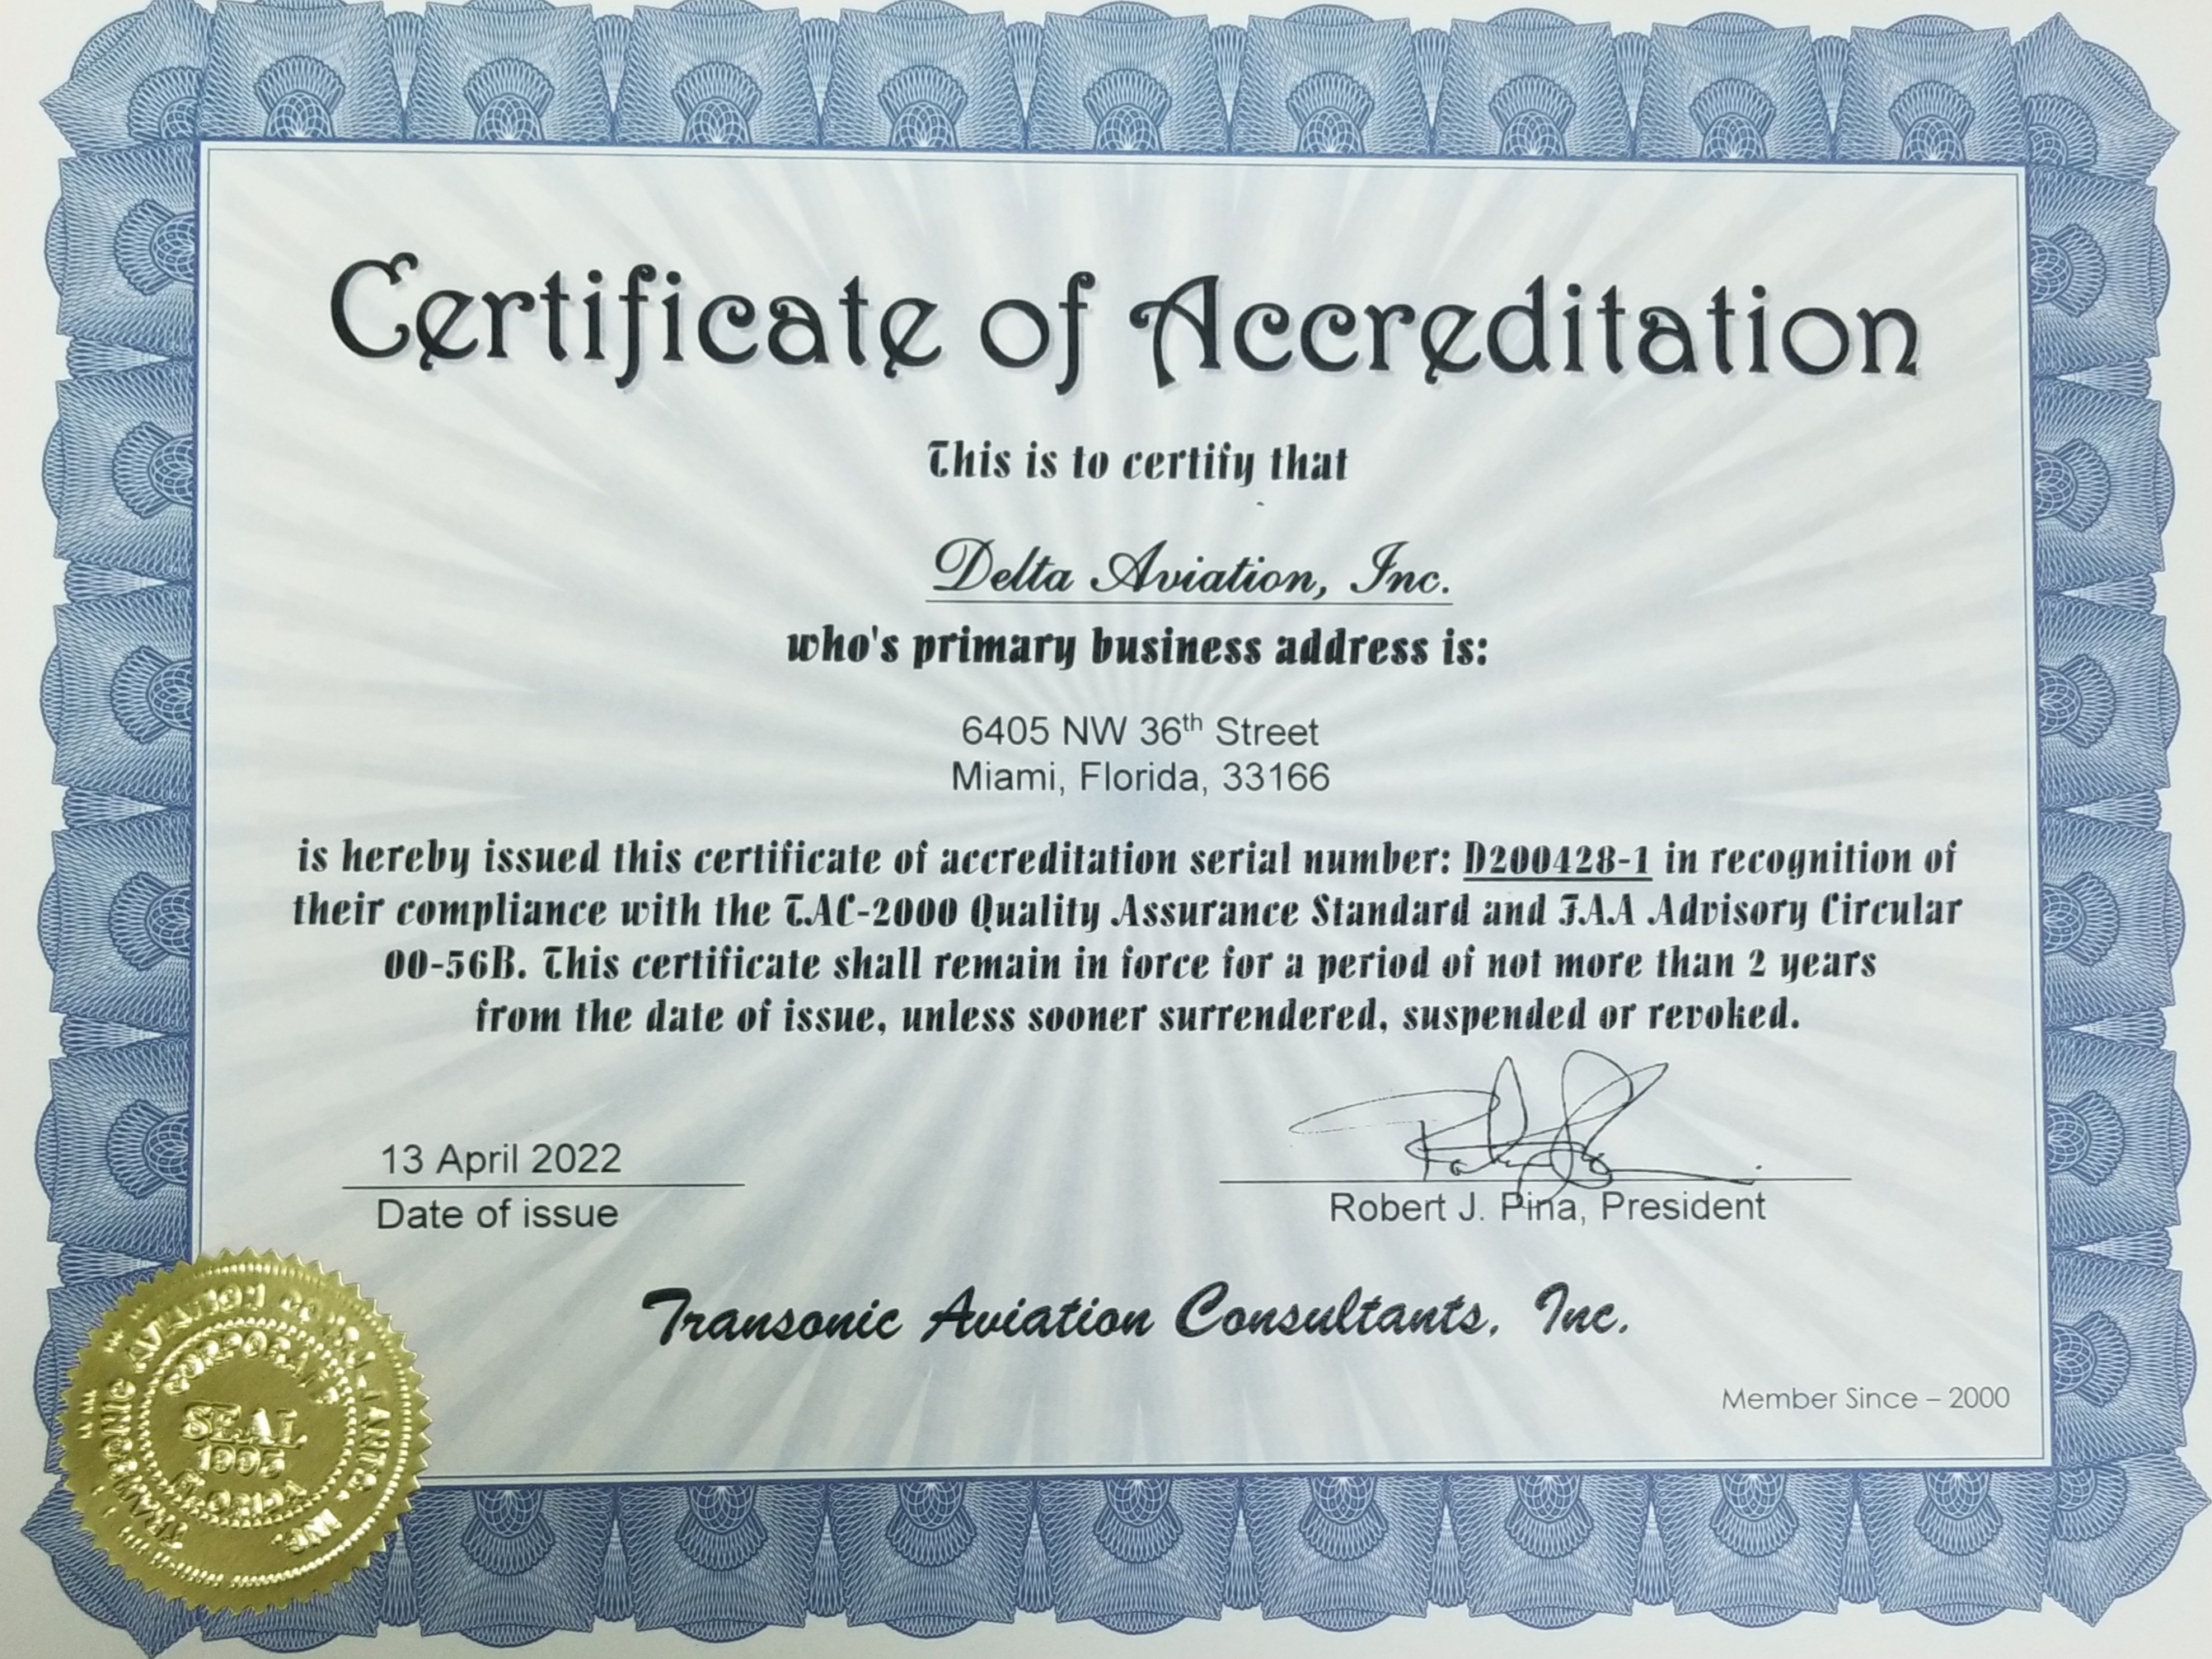 Certificate of Accreditation
This is to certify that
Delta Aviation, Inc.
who's primary business address is:
6405 NW 36th Street
Miami, Florida, 33166
is hereby issued this certificate of accreditation serial number: D200428-1 in recognition of
their compliance with the TAC-2000 Quality Assurance Standard and FAA Advisory Circular
00-56B. This certificate shall remain in force for a period of not more than 2 years
from the date of issue, unless sooner surrendered, suspended or revoked.
13 April 2022
Date of issue
Robert J. Pina, President
Transonic Aviation Consultants, Inc.
Member Since – 2000
TRANSONIC AVIATION INC.
CORPORATE
SEAL
1995
FLORIDA